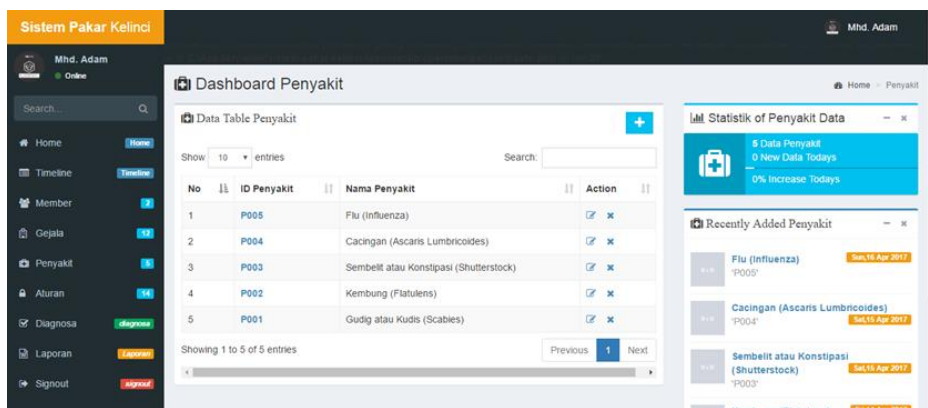 Sistem Pakar Kelinci
Mhd. Adam
Mhd. Adam
Online
Search...
Home Home
Timeline Timeline
Member 2
Gejala 12
Penyakit 5
Aturan 14
Diagnosa diagnosa
Laporan Laporan
Signout signout
Dashboard Penyakit
Home Penyakit
Data Table Penyakit
+
Show 10 entries Search:
No ID Penyakit Nama Penyakit Action
1 P005 Flu (Influenza)
2 P004 Cacingan (Ascaris Lumbricoides)
3 P003 Sembelit atau Konstipasi (Shutterstock)
4 P002 Kembung (Flatulens)
5 P001 Gudig atau Kudis (Scabies)
Showing 1 to 5 of 5 entries Previous 1 Next
Statistik of Penyakit Data
5 Data Penyakit
0 New Data Todays
0% Increase Todays
Recently Added Penyakit
Flu (Influenza) Sun,16 Apr 2017
'P005'
Cacingan (Ascaris Lumbricoides)
'P004' Sat,15 Apr 2017
Sembelit atau Konstipasi
(Shutterstock) Sat,15 Apr 2017
'P003'